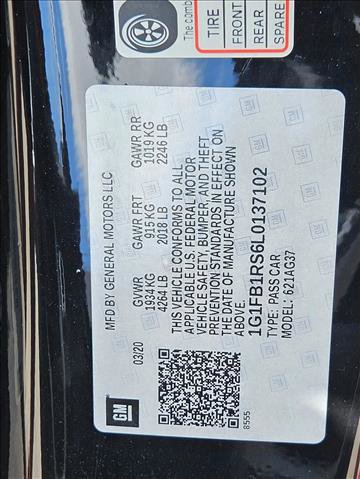 The comb
TIRE
FRONT
REAR
SPARE
MFD BY GENERAL MOTORS LLC
03/20 GVWR GAWR FRT GAWR RR
1934 KG 915 KG 1019 KG
4264 LB 2018 LB 2246 LB
THIS VEHICLE CONFORMS TO ALL
APPLICABLE U.S. FEDERAL MOTOR
VEHICLE SAFETY, BUMPER, AND THEFT
PREVENTION STANDARDS IN EFFECT ON
THE DATE OF MANUFACTURE SHOWN
ABOVE.
1G1FB1RS6L0137102
TYPE: PASS CAR
MODEL: 621AG37
GM
8555